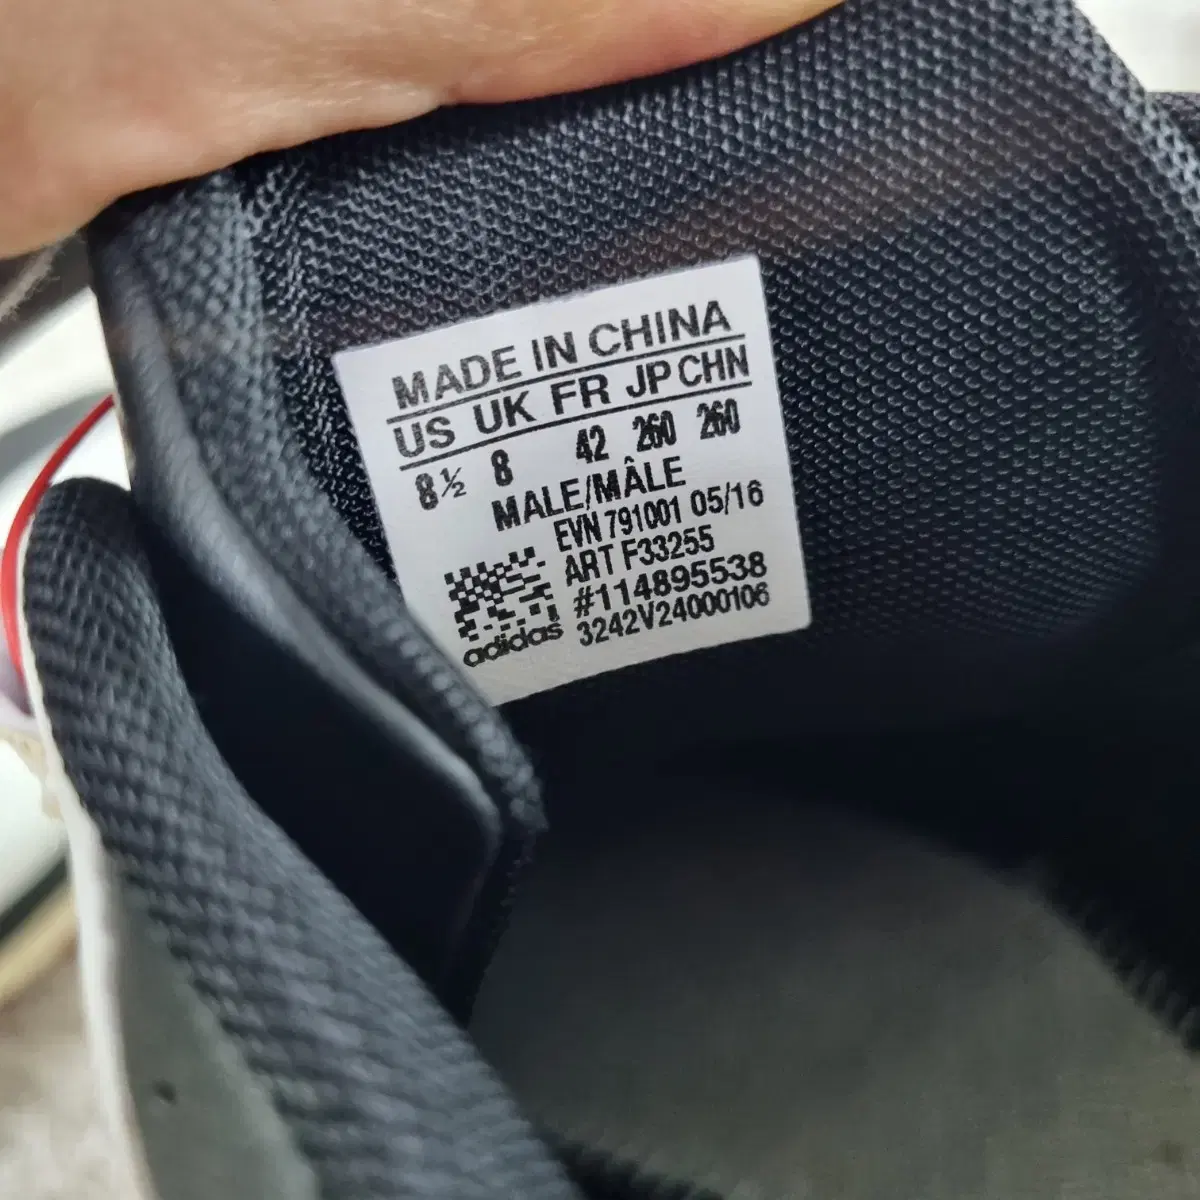 MADE IN CHINA
US UK FR JP CHN
8½ 8 42 260 260
MALE/MÂLE
EVN 791001 05/16
ART F33255
#114895538
3242V24000106
adidas